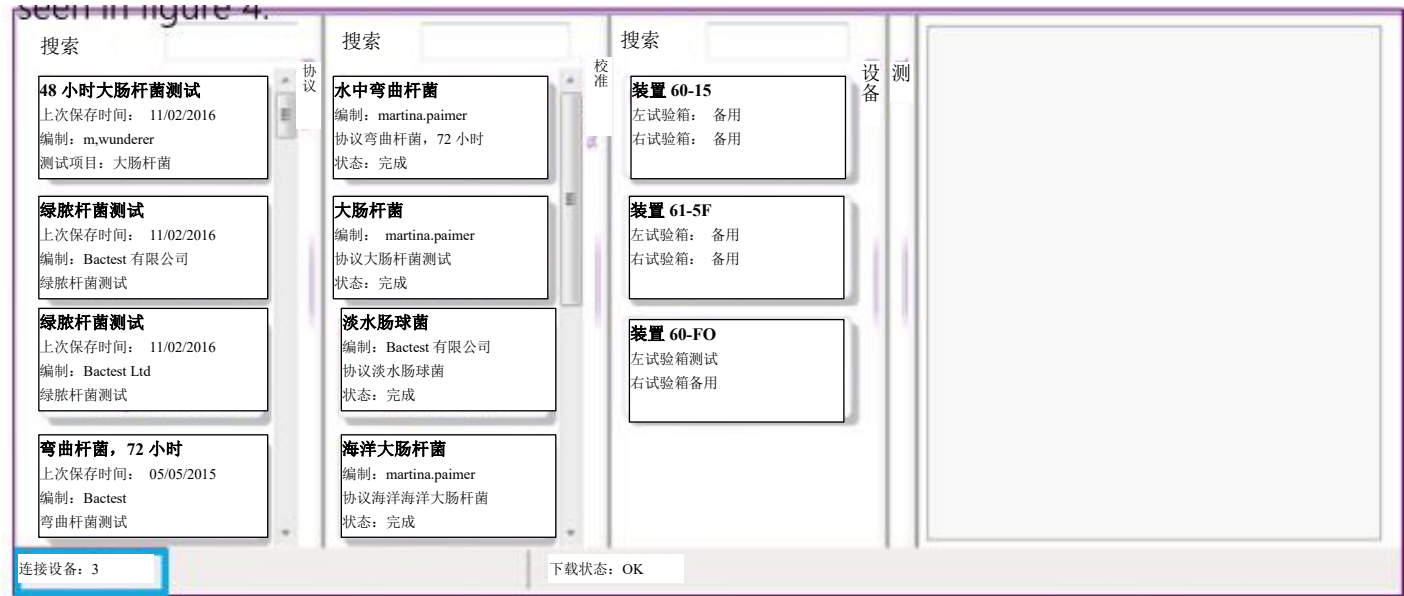 seen in figure 4.
搜索
48 小时大肠杆菌测试
上次保存时间： 11/02/2016
编制：m,wunderer
测试项目：大肠杆菌
绿脓杆菌测试
上次保存时间： 11/02/2016
编制：Bactest 有限公司
绿脓杆菌测试
绿脓杆菌测试
上次保存时间： 11/02/2016
编制：Bactest Ltd
绿脓杆菌测试
弯曲杆菌，72 小时
上次保存时间： 05/05/2015
编制：Bactest
弯曲杆菌测试
协议
搜索
水中弯曲杆菌
编制：martina.paimer
协议弯曲杆菌，72 小时
状态：完成
大肠杆菌
编制： martina.paimer
协议大肠杆菌测试
状态：完成
淡水肠球菌
编制：Bactest 有限公司
协议淡水肠球菌
状态：完成
海洋大肠杆菌
编制：martina.paimer
协议海洋海洋大肠杆菌
状态：完成
校准
搜索
装置 60-15
左试验箱： 备用
右试验箱： 备用
装置 61-5F
左试验箱： 备用
右试验箱： 备用
装置 60-FO
左试验箱测试
右试验箱备用
设备
测
连接设备：3
下载状态：OK